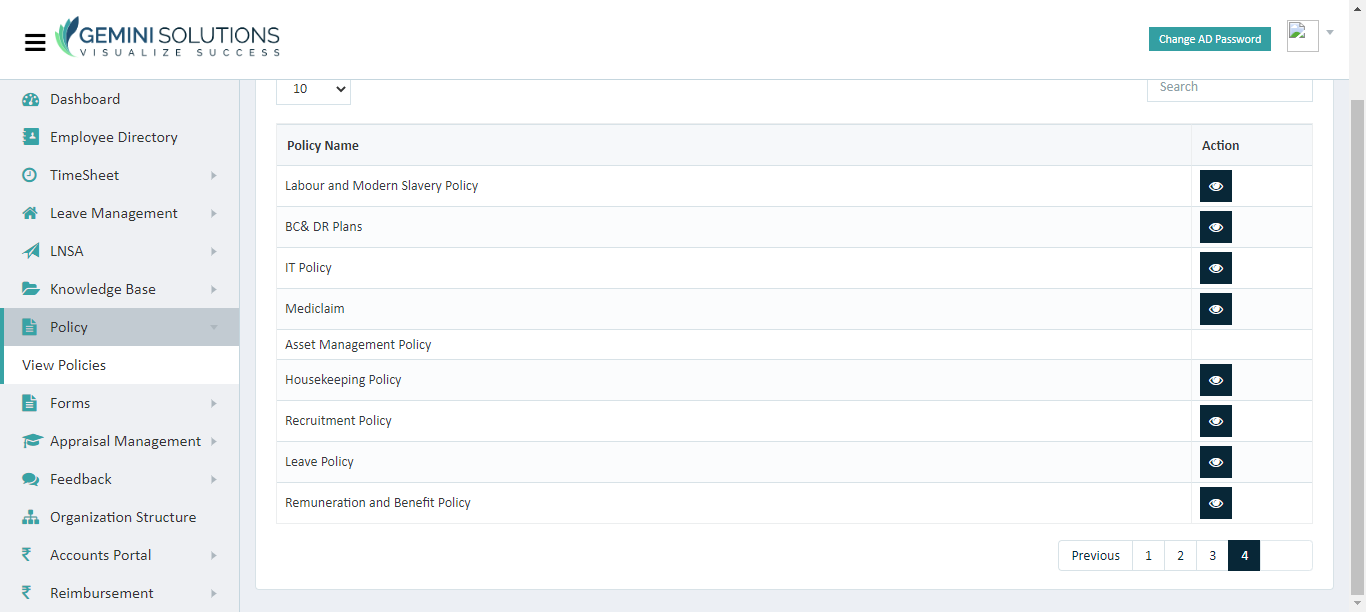 GEMINI SOLUTIONS
VISUALIZE SUCCESS
Change AD Password
Dashboard
Employee Directory
TimeSheet
Leave Management
LNSA
Knowledge Base
Policy
View Policies
Forms
Appraisal Management
Feedback
Organization Structure
₹ Accounts Portal
₹ Reimbursement
10
Search
Policy Name Action
Labour and Modern Slavery Policy
BC& DR Plans
IT Policy
Mediclaim
Asset Management Policy
Housekeeping Policy
Recruitment Policy
Leave Policy
Remuneration and Benefit Policy
Previous 1 2 3 4